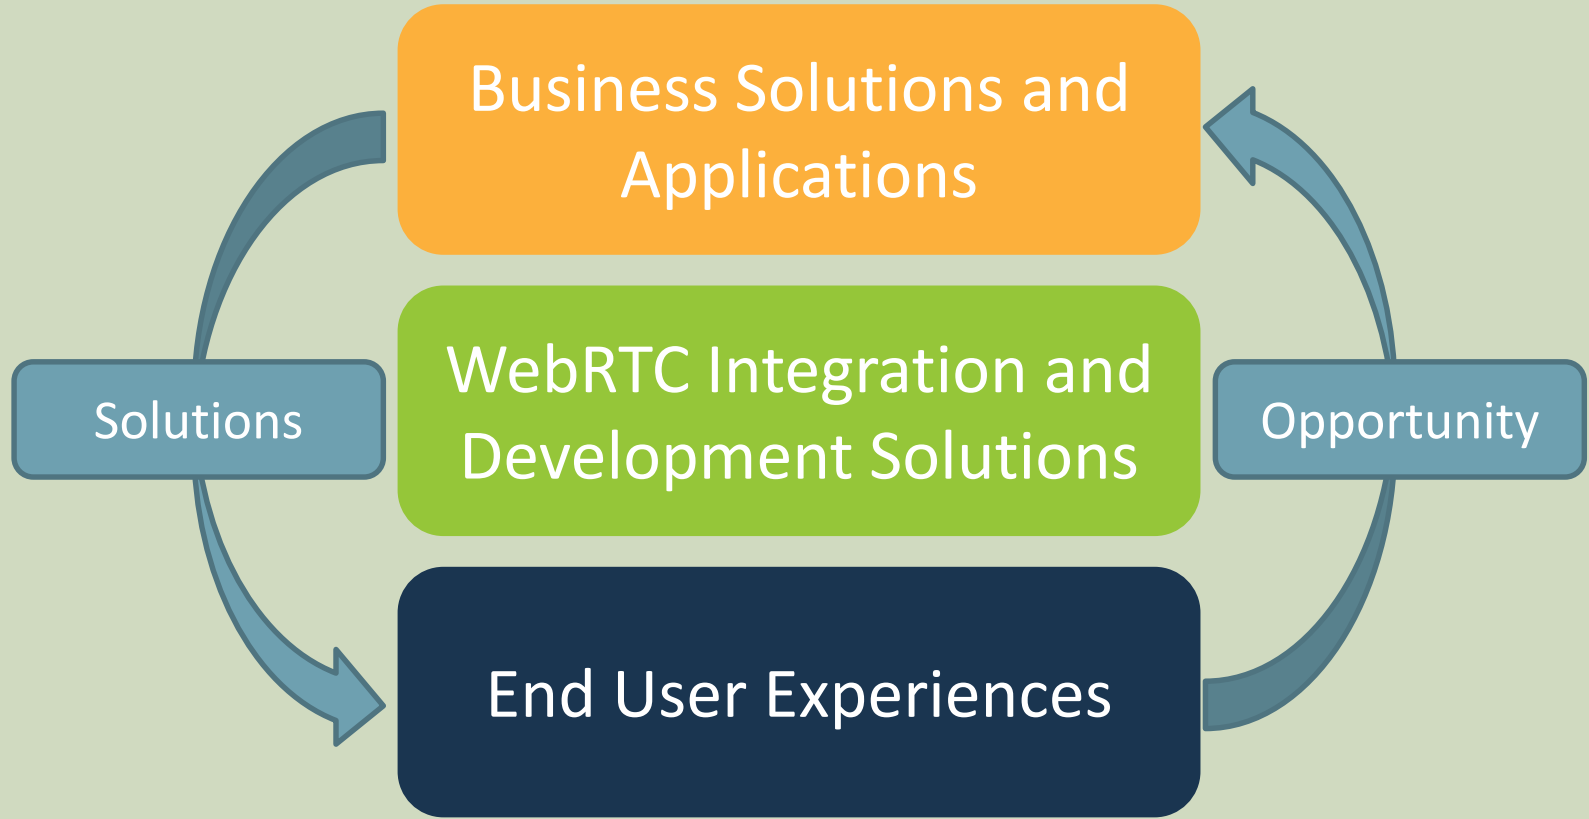 Business Solutions and
Applications
WebRTC Integration and
Development Solutions
Solutions
Opportunity
End User Experiences